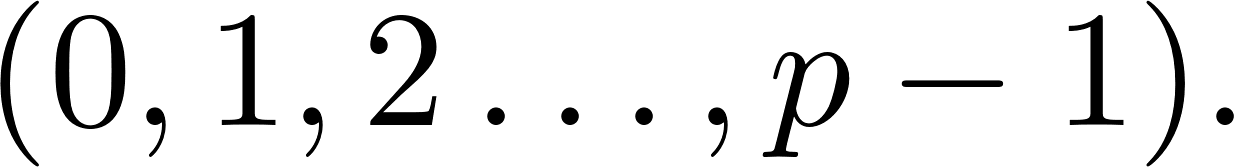 (0, 1, 2 . . . , p − 1).